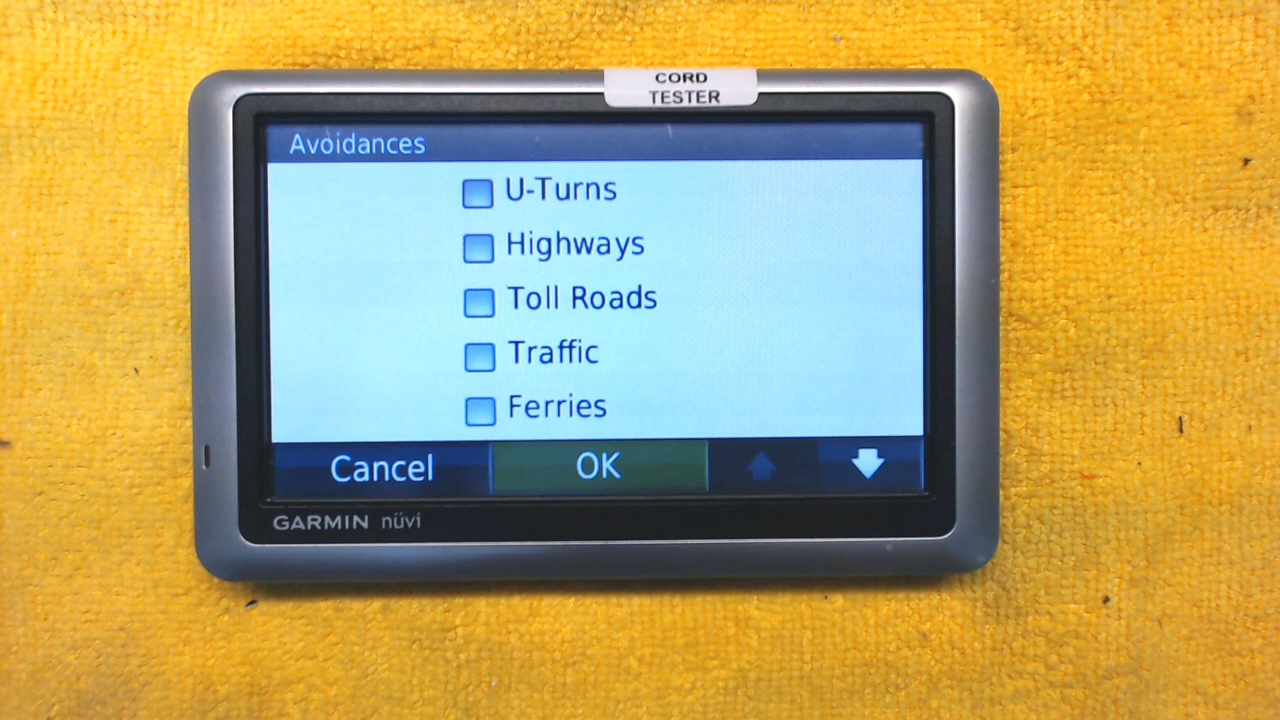 CORD
TESTER
Avoidances
U-Turns
Highways
Toll Roads
Traffic
Ferries
Cancel OK
GARMIN nüvi